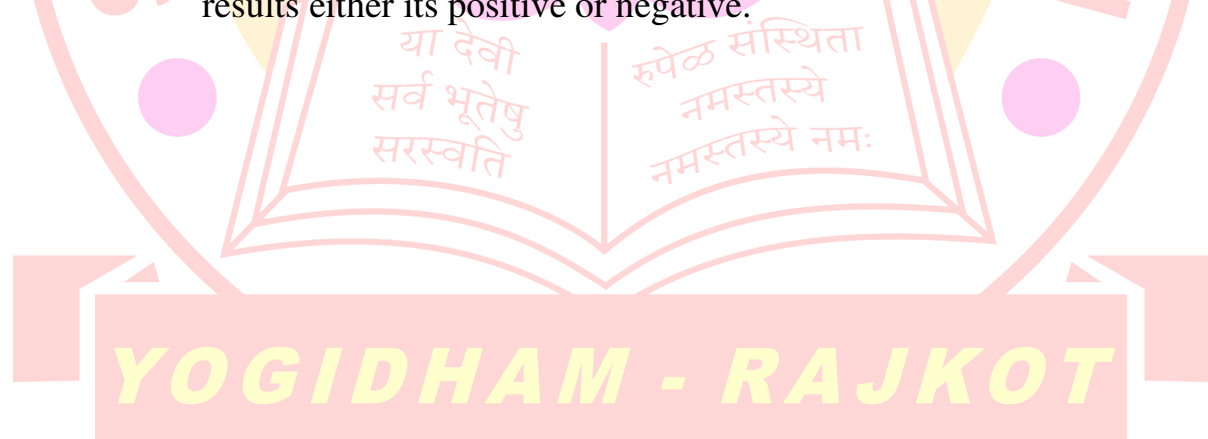 results either its positive or negative.
या देवी
सर्व भूतेषु
सरस्वति
रुपेळ संस्थिता
नमस्तस्ये
नमस्तस्ये नमः
YOGIDHAM - RAJKOT